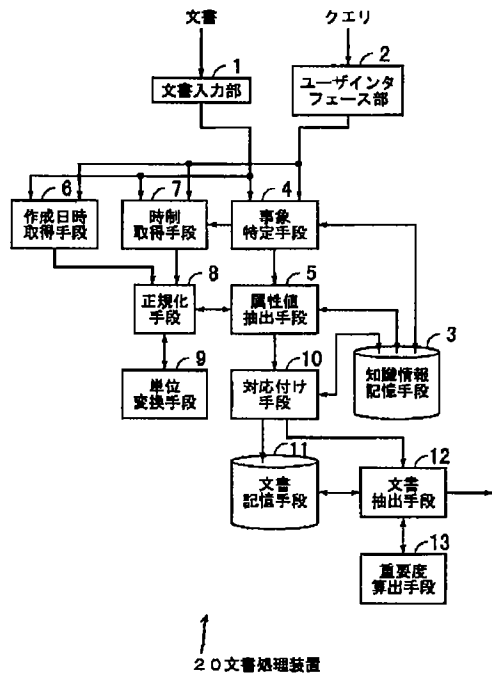 文書
クエリ
1
文書入力部
2
ユーザインタ
フェース部
6
作成日時
取得手段
7
時制
取得手段
4
事象
特定手段
8
正規化
手段
5
属性値
抽出手段
3
知識情報
記憶手段
9
単位
変換手段
10
対応付け
手段
11
文書
記憶手段
12
文書
抽出手段
13
重要度
算出手段
20文書処理装置